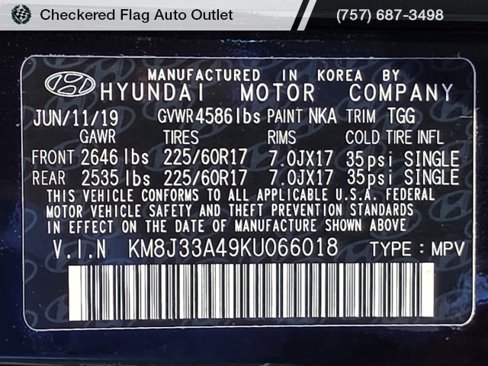 Checkered Flag Auto Outlet (757) 687-3498
MANUFACTURED IN KOREA BY
HYUNDAI MOTOR COMPANY
JUN/11/19 GVWR 4586lbs PAINT NKA TRIM TGG
GAWR TIRES RIMS COLD TIRE INFL
FRONT 2646 lbs 225/60R17 7.0JX17 35psi SINGLE
REAR 2535 lbs 225/60R17 7.0JX17 35psi SINGLE
THIS VEHICLE CONFORMS TO ALL APPLICABLE U.S.A. FEDERAL
MOTOR VEHICLE SAFETY AND THEFT PREVENTION STANDARDS
IN EFFECT ON THE DATE OF MANUFACTURE SHOWN ABOVE
V.I.N KM8J33A49KU066018 TYPE : MPV